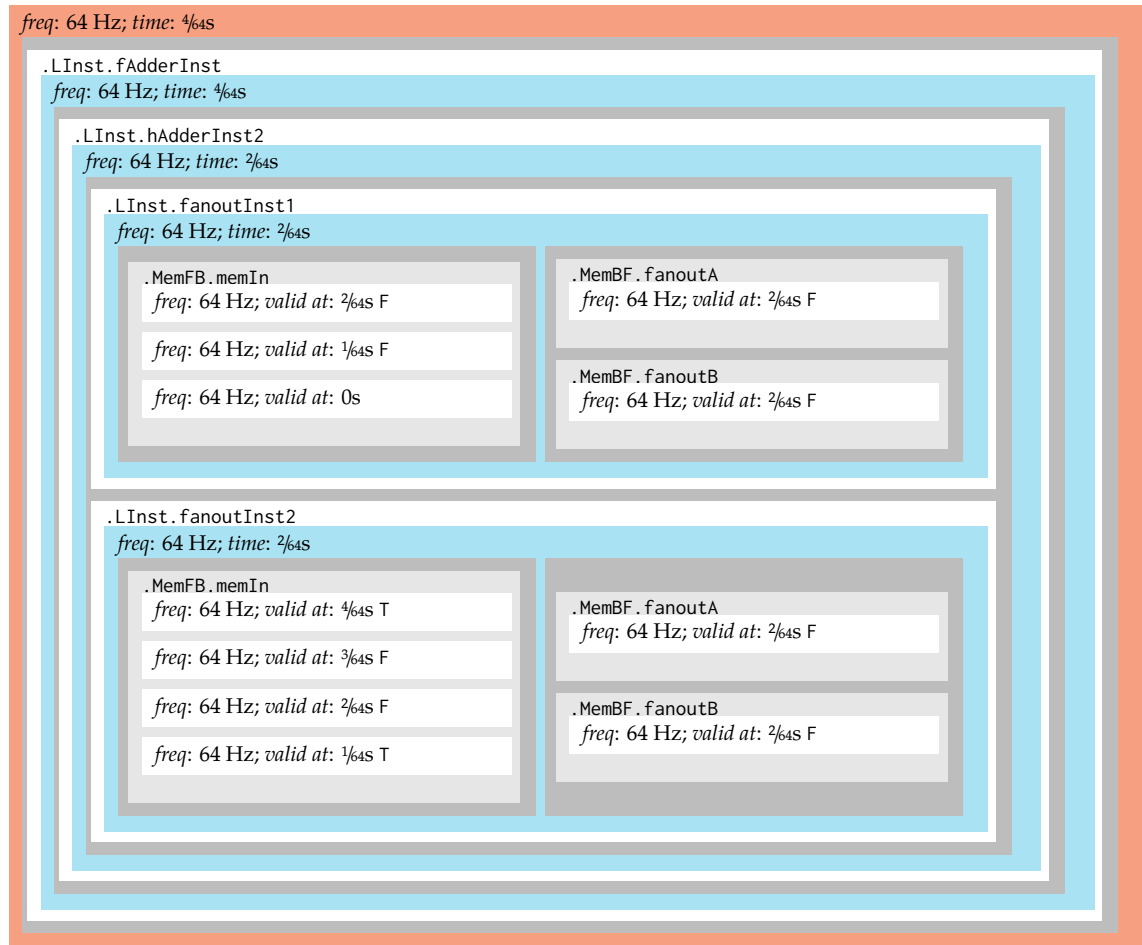 freq: 64 Hz; time: 4/64s
.LInst.fAdderInst
freq: 64 Hz; time: 4/64s
.LInst.hAdderInst2
freq: 64 Hz; time: 2/64s
.LInst.fanoutInst1
freq: 64 Hz; time: 2/64s
.MemFB.memIn
freq: 64 Hz; valid at: 2/64s F
freq: 64 Hz; valid at: 1/64s F
freq: 64 Hz; valid at: 0s
.MemBF.fanoutA
freq: 64 Hz; valid at: 2/64s F
.MemBF.fanoutB
freq: 64 Hz; valid at: 2/64s F
.LInst.fanoutInst2
freq: 64 Hz; time: 2/64s
.MemFB.memIn
freq: 64 Hz; valid at: 4/64s T
freq: 64 Hz; valid at: 3/64s F
freq: 64 Hz; valid at: 2/64s F
freq: 64 Hz; valid at: 1/64s T
.MemBF.fanoutA
freq: 64 Hz; valid at: 2/64s F
.MemBF.fanoutB
freq: 64 Hz; valid at: 2/64s F